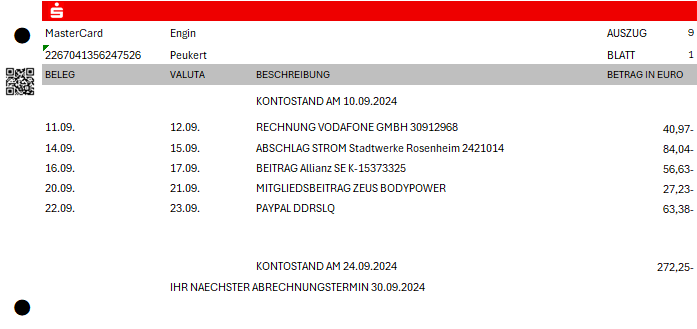 MasterCard Engin AUSZUG 9
2267041356247526 Peukert BLATT 1
BELEG VALUTA BESCHREIBUNG BETRAG IN EURO
KONTOSTAND AM 10.09.2024
11.09. 12.09. RECHNUNG VODAFONE GMBH 30912968 40,97-
14.09. 15.09. ABSCHLAG STROM Stadtwerke Rosenheim 2421014 84,04-
16.09. 17.09. BEITRAG Allianz SE K-15373325 56,63-
20.09. 21.09. MITGLIEDSBEITRAG ZEUS BODYPOWER 27,23-
22.09. 23.09. PAYPAL DDRSLQ 63,38-
KONTOSTAND AM 24.09.2024 272,25-
IHR NAECHSTER ABRECHNUNGSTERMIN 30.09.2024